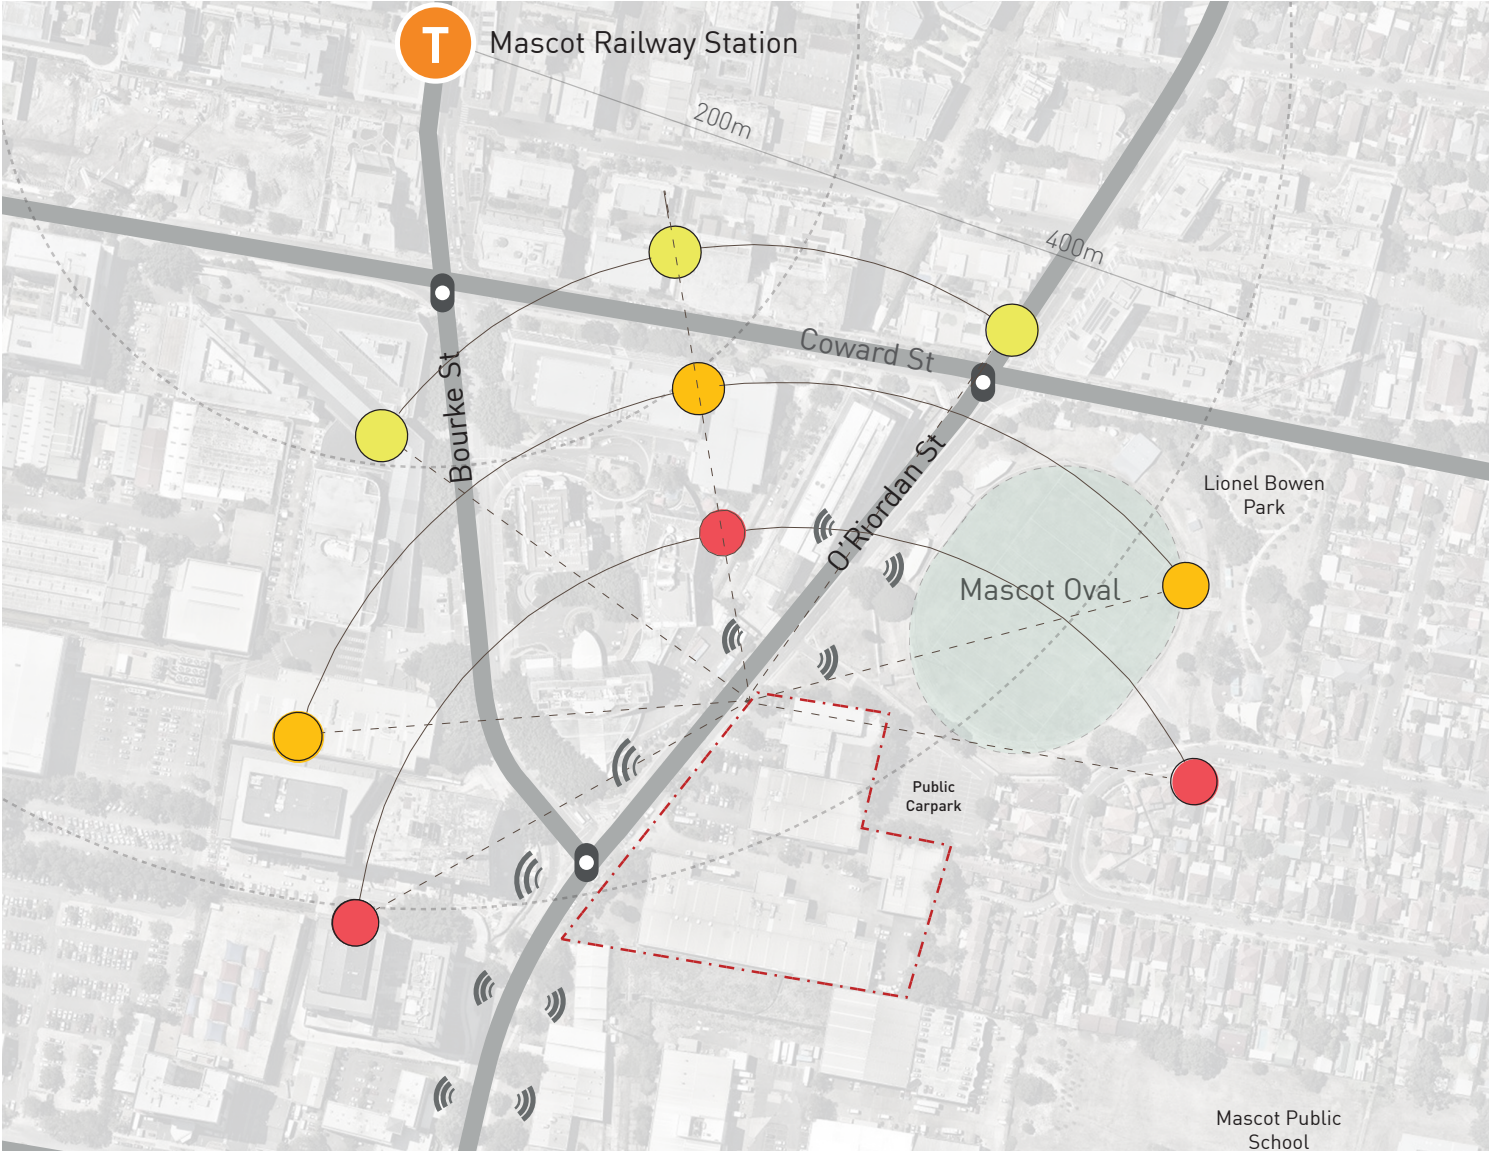 T
Mascot Railway Station
200m
400m
Coward St
Bourke St
O'Riordan St
Lionel Bowen
Park
Mascot Oval
Public
Carpark
Mascot Public
School